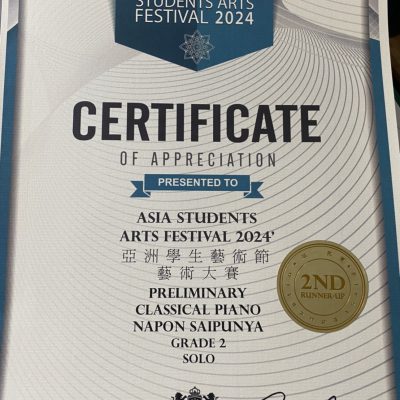 STUDENTS ARTS
FESTIVAL 2024
CERTIFICATE
OF APPRECIATION
PRESENTED TO
ASIA STUDENTS
ARTS FESTIVAL 2024'
亞洲學生藝術節
藝術大賽
PRELIMINARY
CLASSICAL PIANO
NAPON SAIPUNYA
GRADE 2
SOLO
2ND
RUNNER-UP